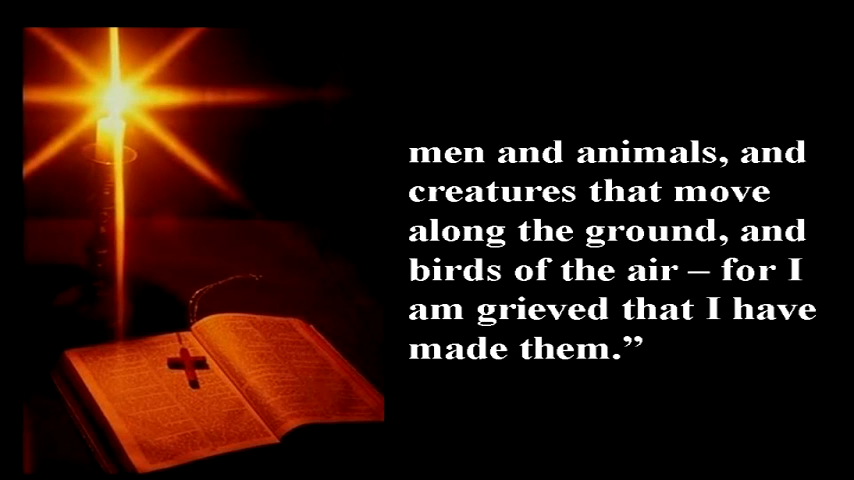 men and animals, and
creatures that move
along the ground, and
birds of the air – for I
am grieved that I have
made them.”